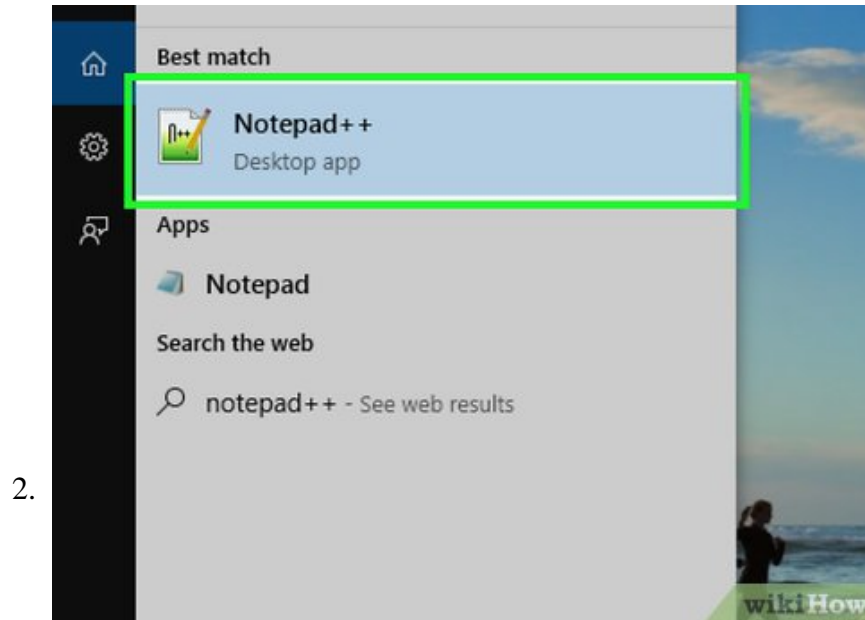 Best match
n++
Notepad++
Desktop app
Apps
Notepad
Search the web
notepad++ - See web results
2.
wikiHow